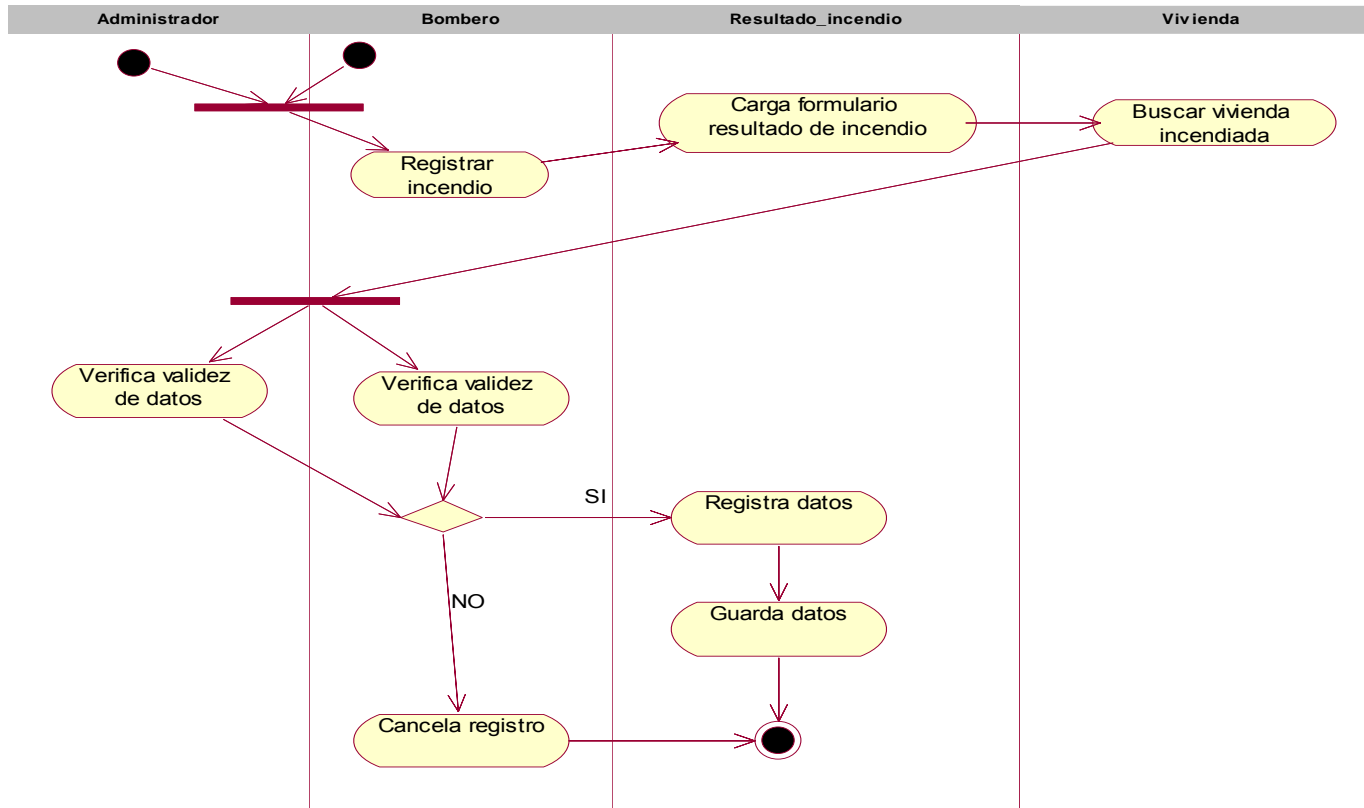 Administrador
Bombero
Resultado_incendio
Vivienda
Carga formulario
resultado de incendio
Buscar vivienda
incendiada
Registrar
incendio
Verifica validez
de datos
Verifica validez
de datos
SI
Registra datos
NO
Guarda datos
Cancela registro